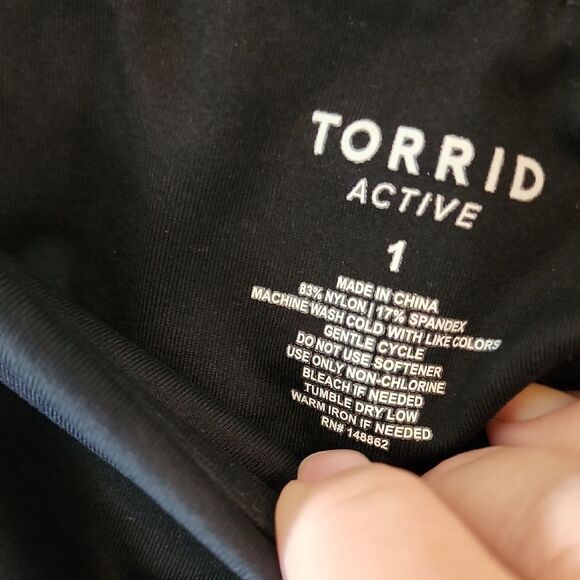 TORRID
ACTIVE
1
MADE IN CHINA
83% NYLON | 17% SPANDEX
MACHINE WASH COLD WITH LIKE COLORS
GENTLE CYCLE
DO NOT USE SOFTENER
USE ONLY NON-CHLORINE
BLEACH IF NEEDED
TUMBLE DRY LOW
WARM IRON IF NEEDED
RN# 148862